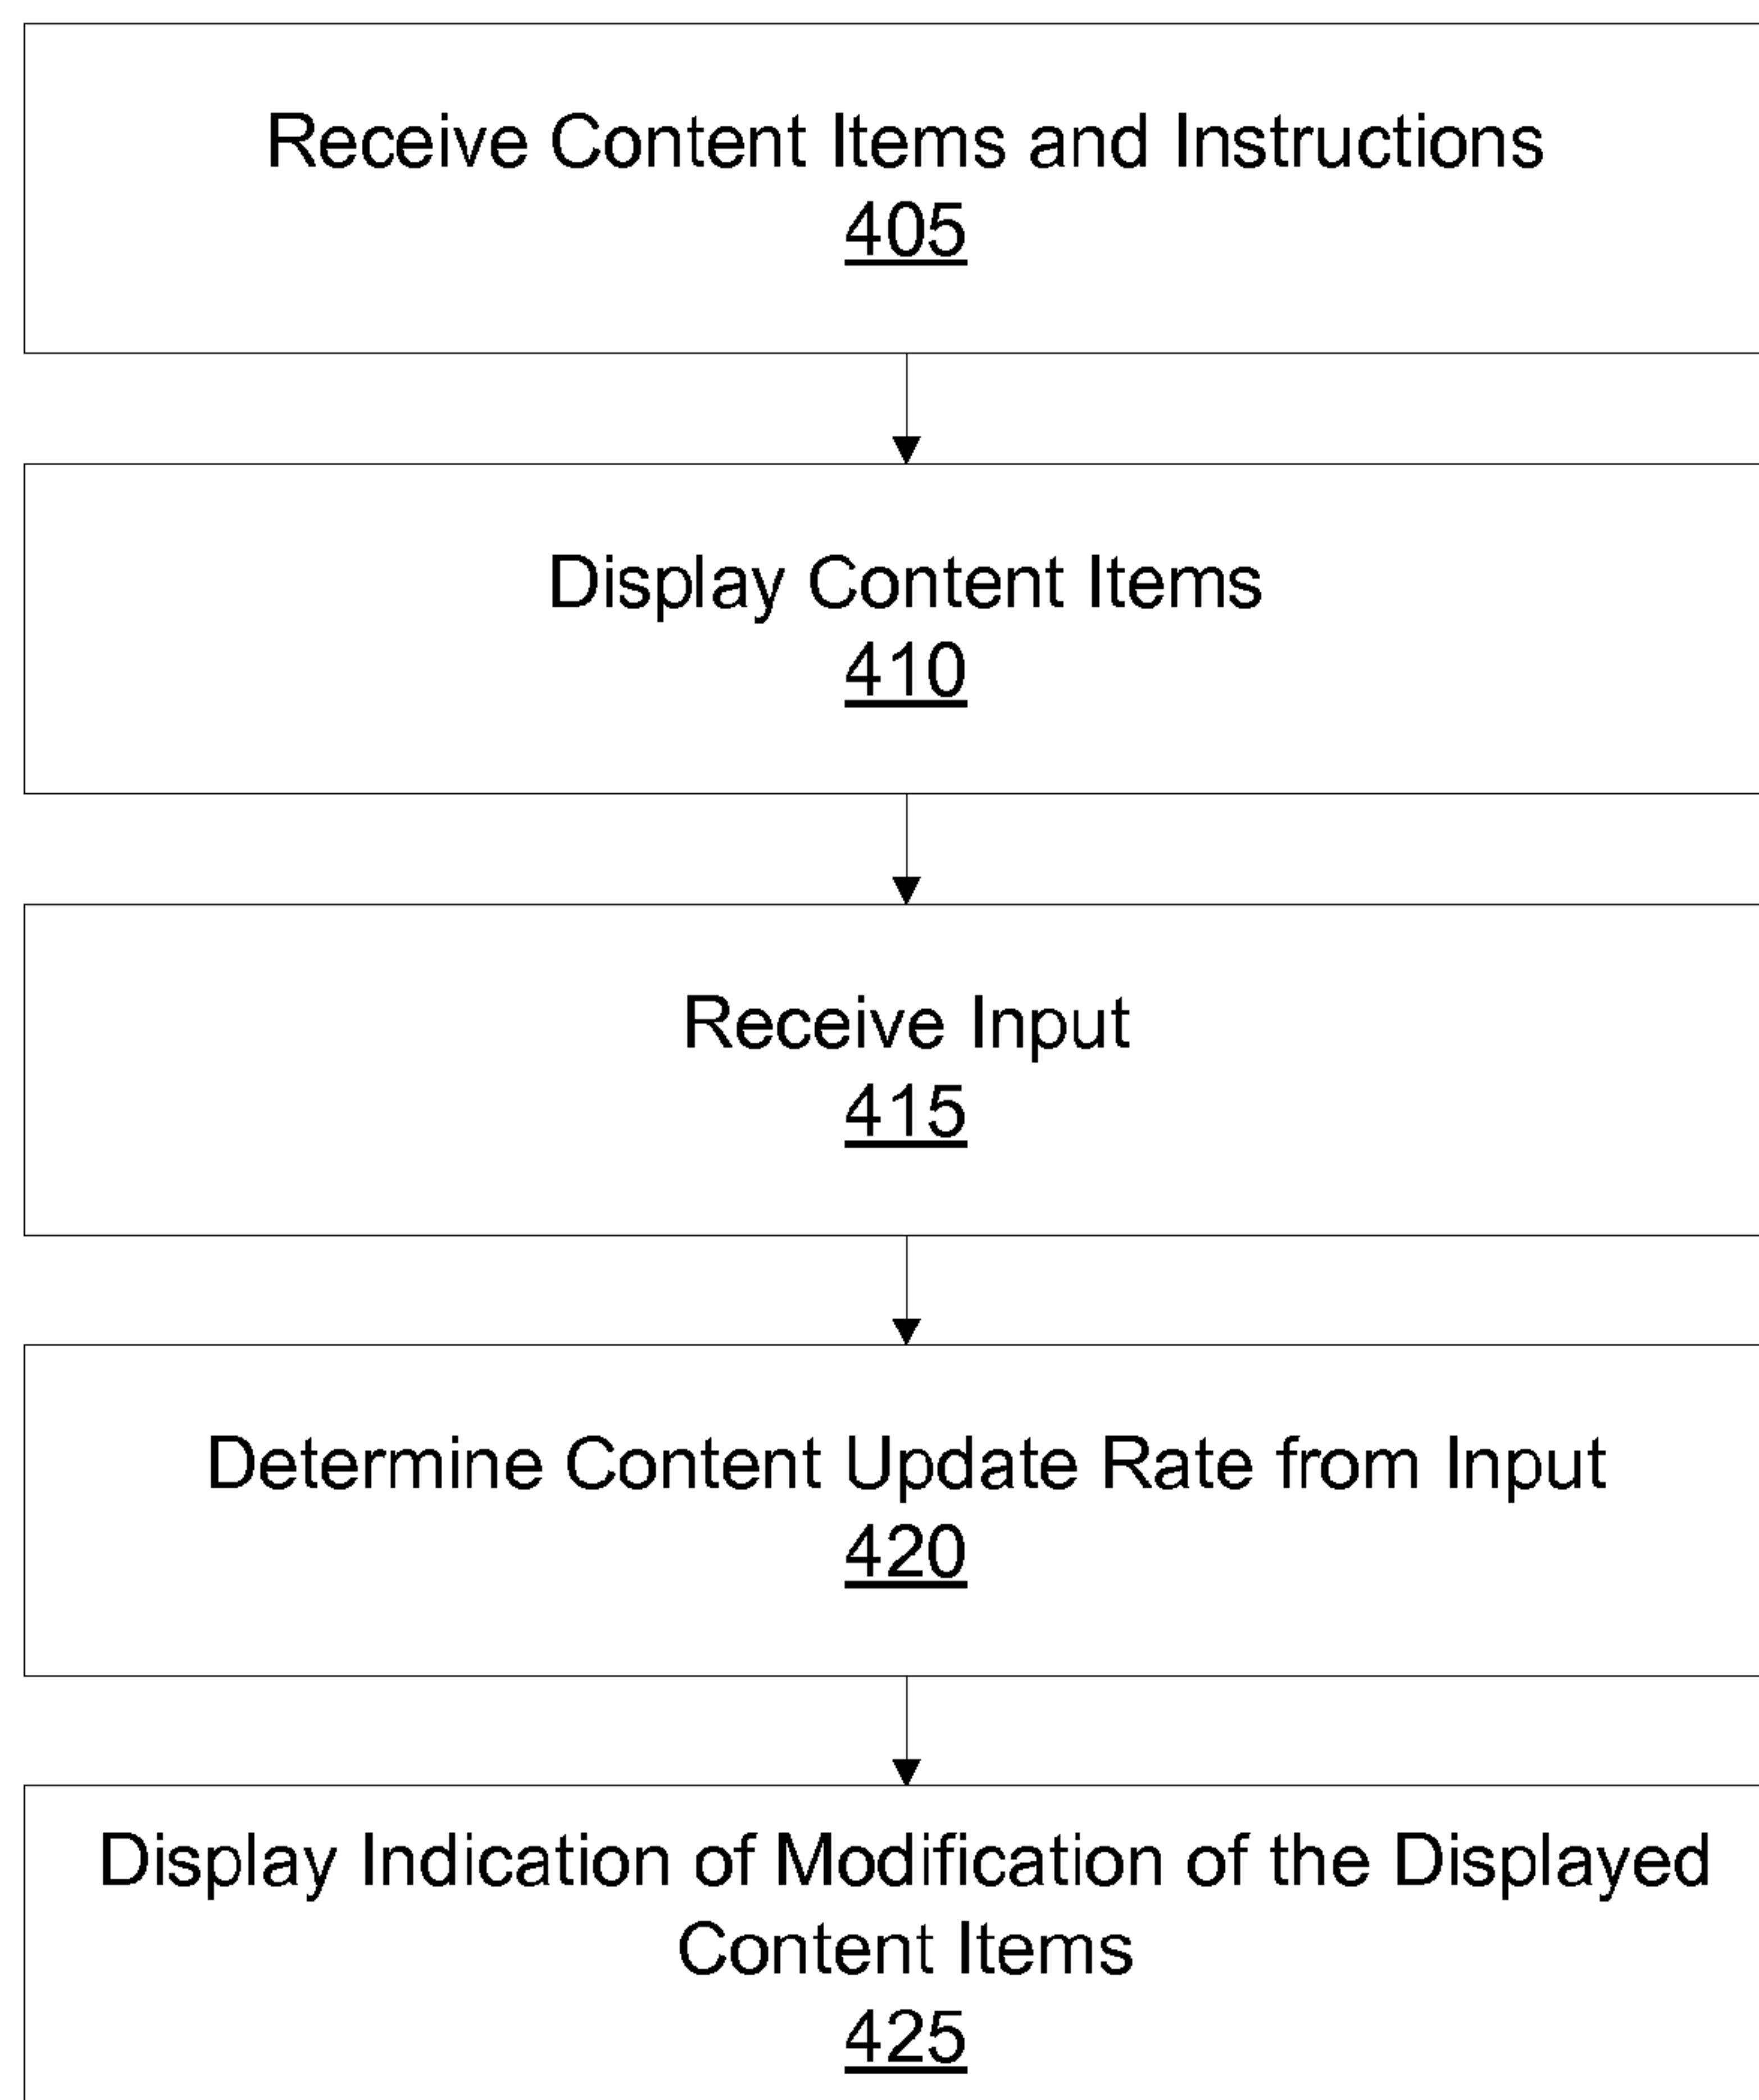 Receive Content Items and Instructions
405
Display Content Items
410
Receive Input
415
Determine Content Update Rate from Input
420
Display Indication of Modification of the Displayed
Content Items
425